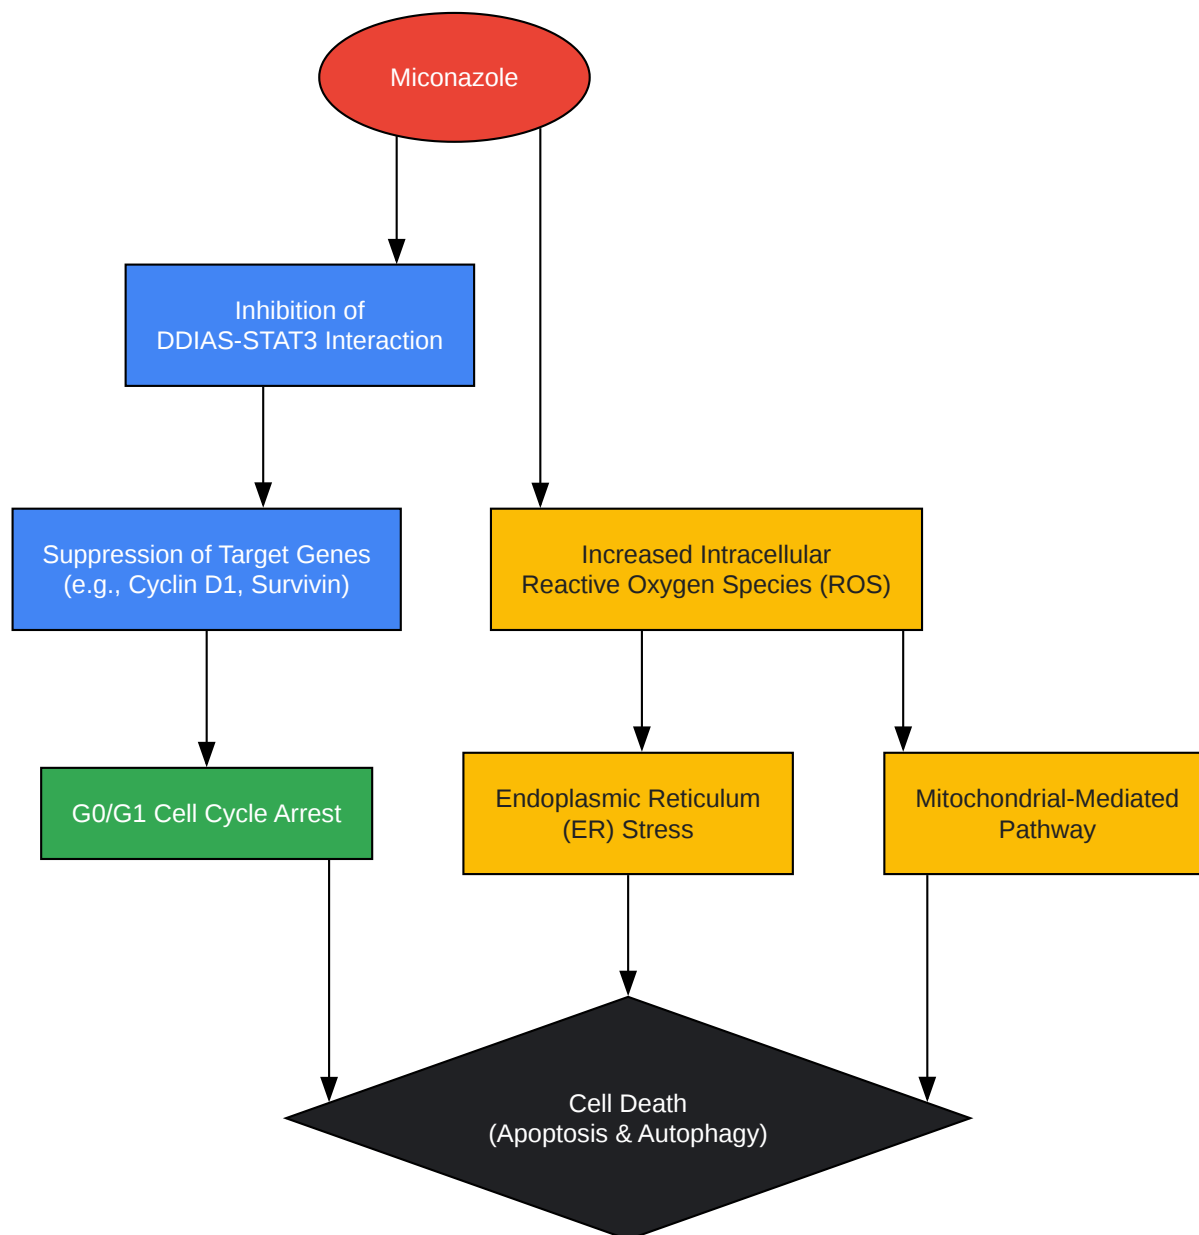 Miconazole
Inhibition of
DDIAS-STAT3 Interaction
Suppression of Target Genes
(e.g., Cyclin D1, Survivin)
Increased Intracellular
Reactive Oxygen Species (ROS)
G0/G1 Cell Cycle Arrest
Endoplasmic Reticulum
(ER) Stress
Mitochondrial-Mediated
Pathway
Cell Death
(Apoptosis & Autophagy)